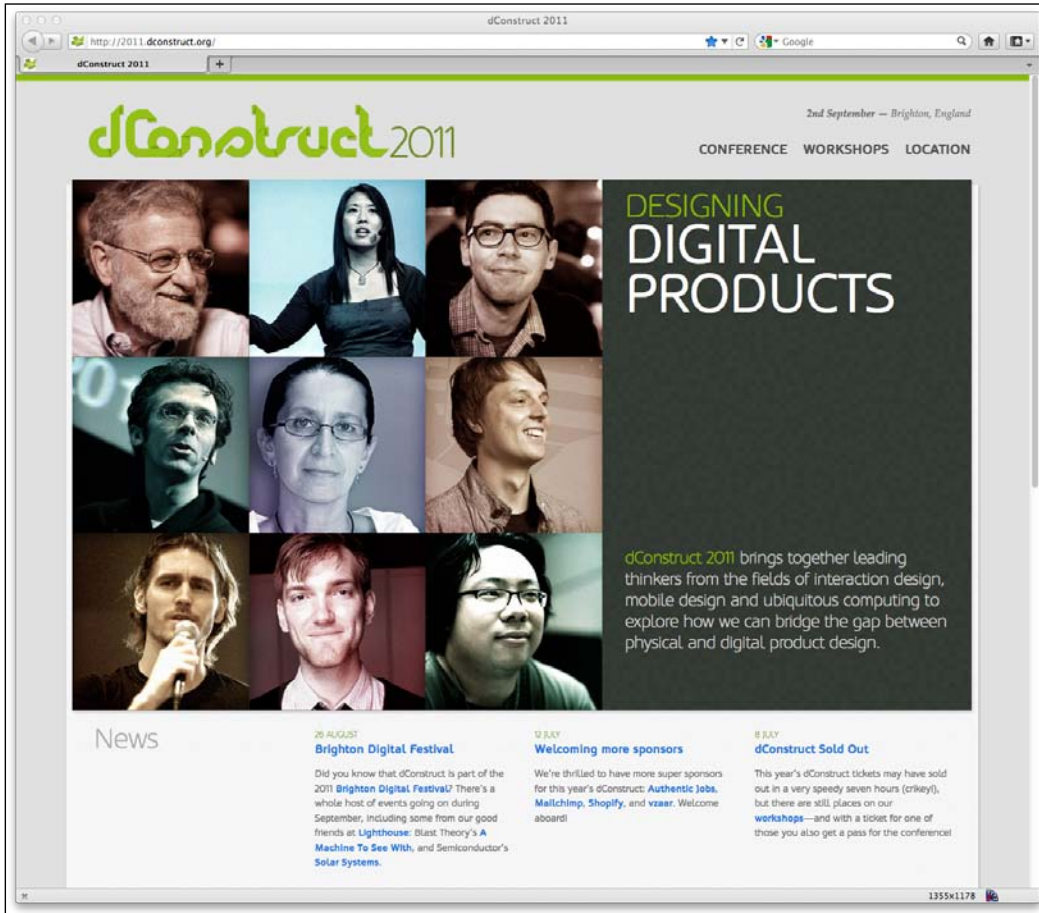 dConstruct 2011
http://2011.dconstruct.org/
Google
dConstruct 2011
dConstruct 2011
2nd September — Brighton, England
CONFERENCE WORKSHOPS LOCATION
201
DESIGNING
DIGITAL
PRODUCTS
dConstruct 2011 brings together leading
thinkers from the fields of interaction design,
mobile design and ubiquitous computing to
explore how we can bridge the gap between
physical and digital product design.
News
26 AUGUST
Brighton Digital Festival
Did you know that dConstruct is part of the
2011 Brighton Digital Festival? There's a
whole host of events going on during
September, including some from our good
friends at Lighthouse: Blast Theory's A
Machine To See With, and Semiconductor's
Solar Systems.
12 JULY
Welcoming more sponsors
We're thrilled to have more super sponsors
for this year's dConstruct: Authentic Jobs,
Mailchimp, Shopify, and vzaar. Welcome
aboard!
8 JULY
dConstruct Sold Out
This year's dConstruct tickets may have sold
out in a very speedy seven hours (crikey!),
but there are still places on our
workshops—and with a ticket for one of
those you also get a pass for the conference!
1355x1178